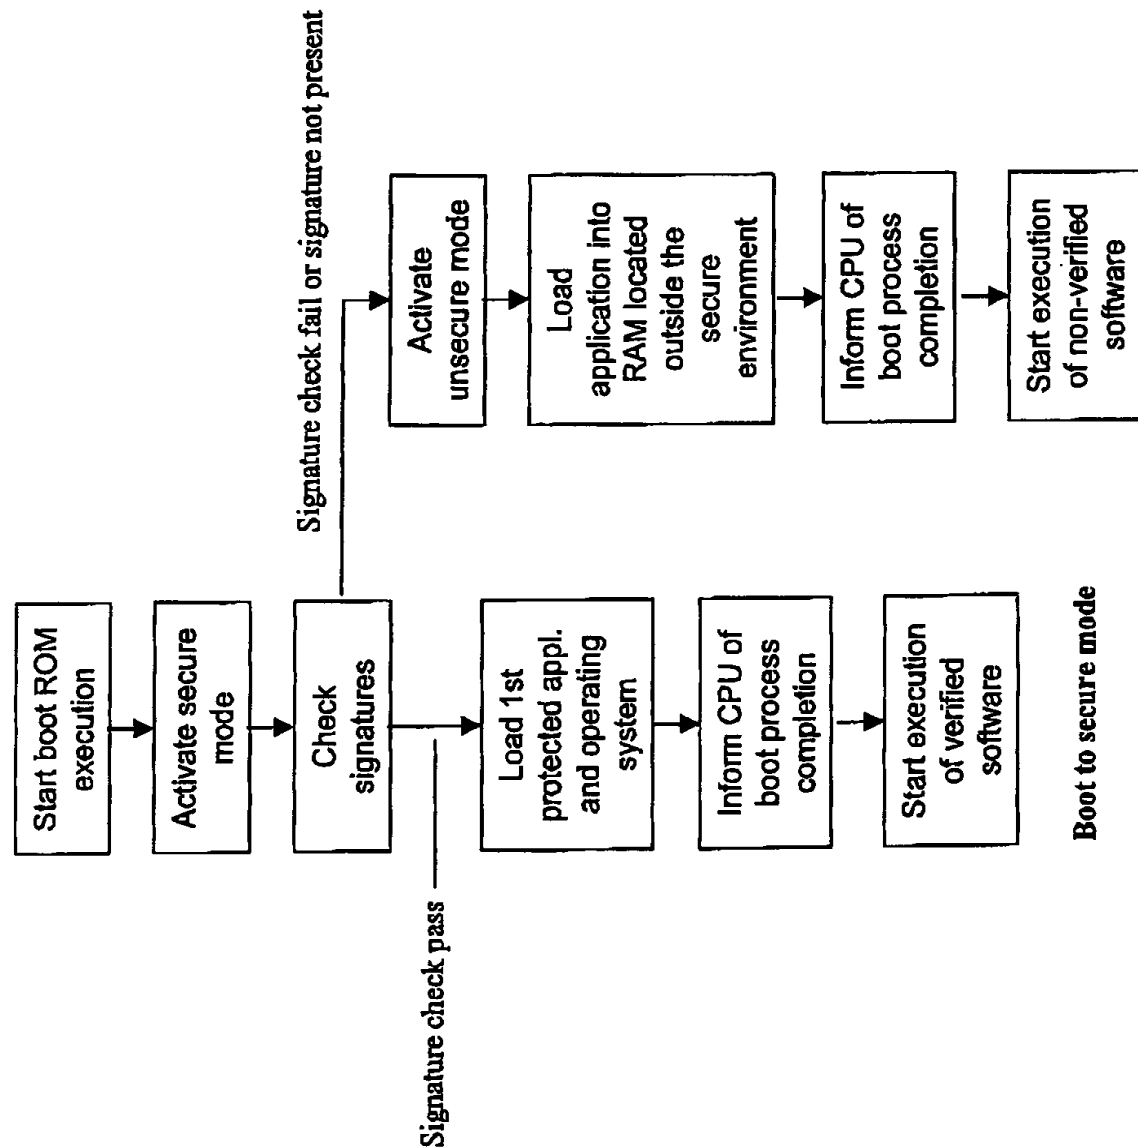 Start boot ROM
execution
Activate secure
mode
Check
signatures
Signature check pass
Signature check fail or signature not present
Load 1st
protected appl.
and operating
system
Inform CPU of
boot process
completion
Start execution
of verified
software
Boot to secure mode
Activate
unsecure mode
Load
application into
RAM located
outside the
secure
environment
Inform CPU of
boot process
completion
Start execution
of non-verified
software